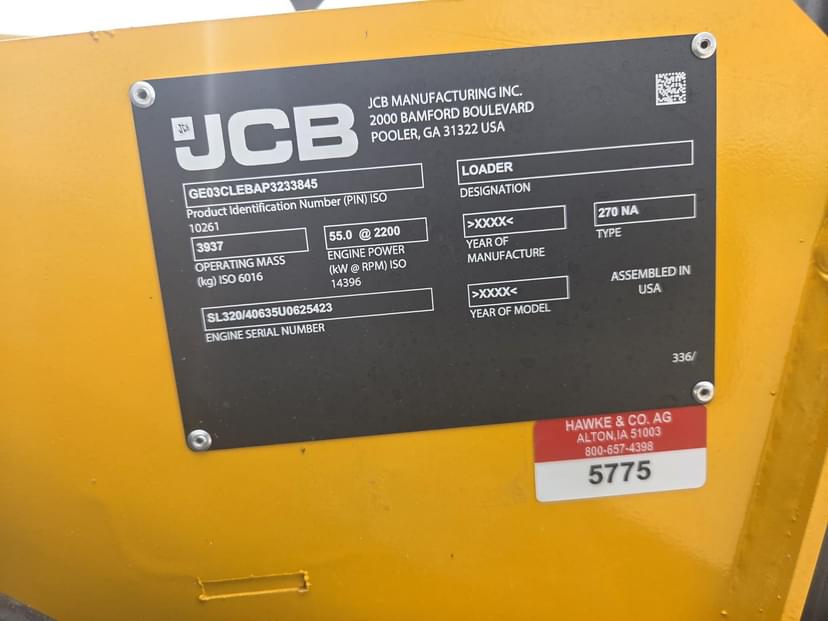 JCB
JCB MANUFACTURING INC.
2000 BAMFORD BOULEVARD
POOLER, GA 31322 USA
GE03CLEBAP3233845
Product Identification Number (PIN) ISO
10261
LOADER
DESIGNATION
3937
OPERATING MASS
(kg) ISO 6016
55.0 @ 2200
ENGINE POWER
(kW @ RPM) ISO
14396
>XXXX<
YEAR OF
MANUFACTURE
270 NA
TYPE
SL320/40635U0625423
ENGINE SERIAL NUMBER
>XXXX<
YEAR OF MODEL
ASSEMBLED IN
USA
336/
HAWKE & CO. AG
ALTON,IA 51003
800-657-4398
5775